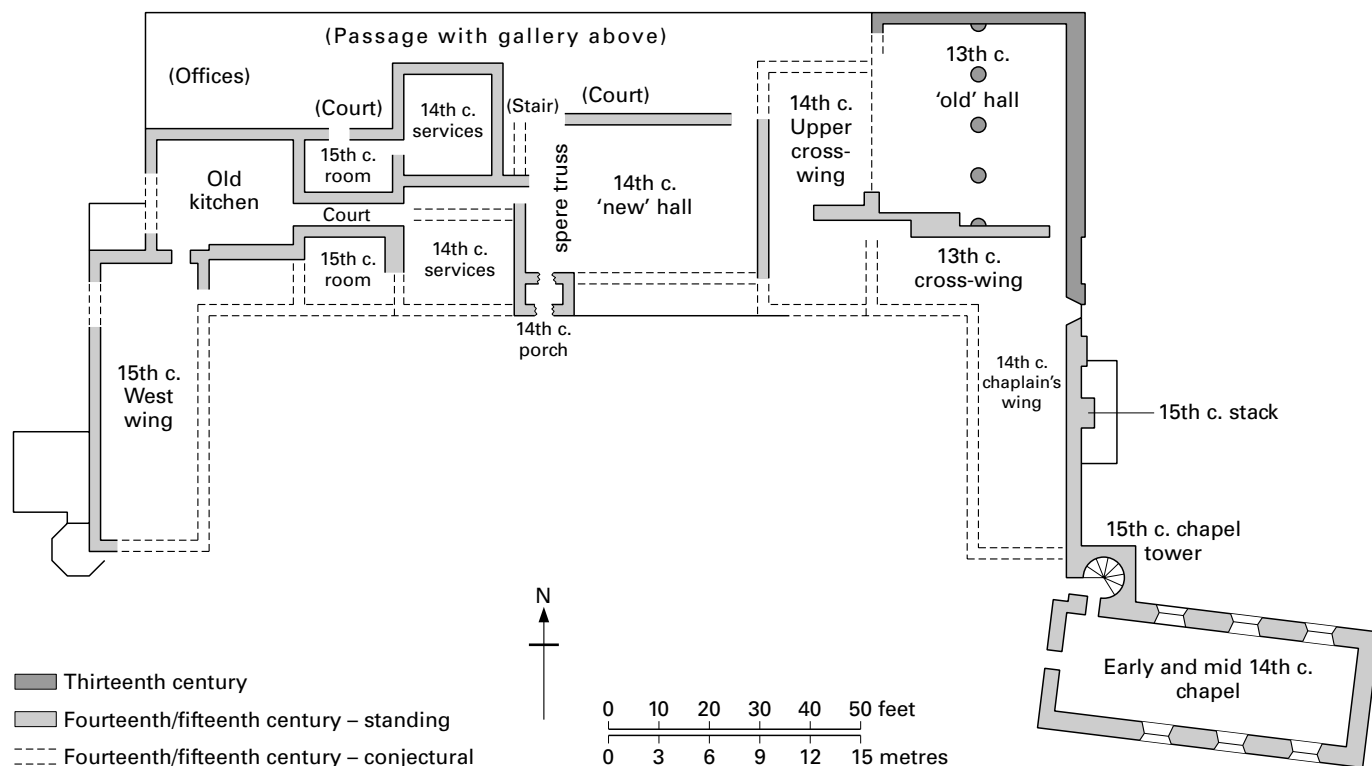 (Passage with gallery above)
(Offices)
(Court)
14th c.
services
(Stair)
(Court)
14th c.
Upper
cross-
wing
13th c.
‘old’ hall
15th c.
room
Old
kitchen
spere truss
14th c.
‘new’ hall
Court
15th c.
room
14th c.
services
13th c.
cross-wing
14th c.
porch
15th c.
West
wing
14th c.
chaplain’s
wing
15th c. stack
15th c. chapel
tower
Early and mid 14th c.
chapel
N
Thirteenth century
Fourteenth/fifteenth century – standing
Fourteenth/fifteenth century – conjectural
0 10 20 30 40 50 feet
0 3 6 9 12 15 metres